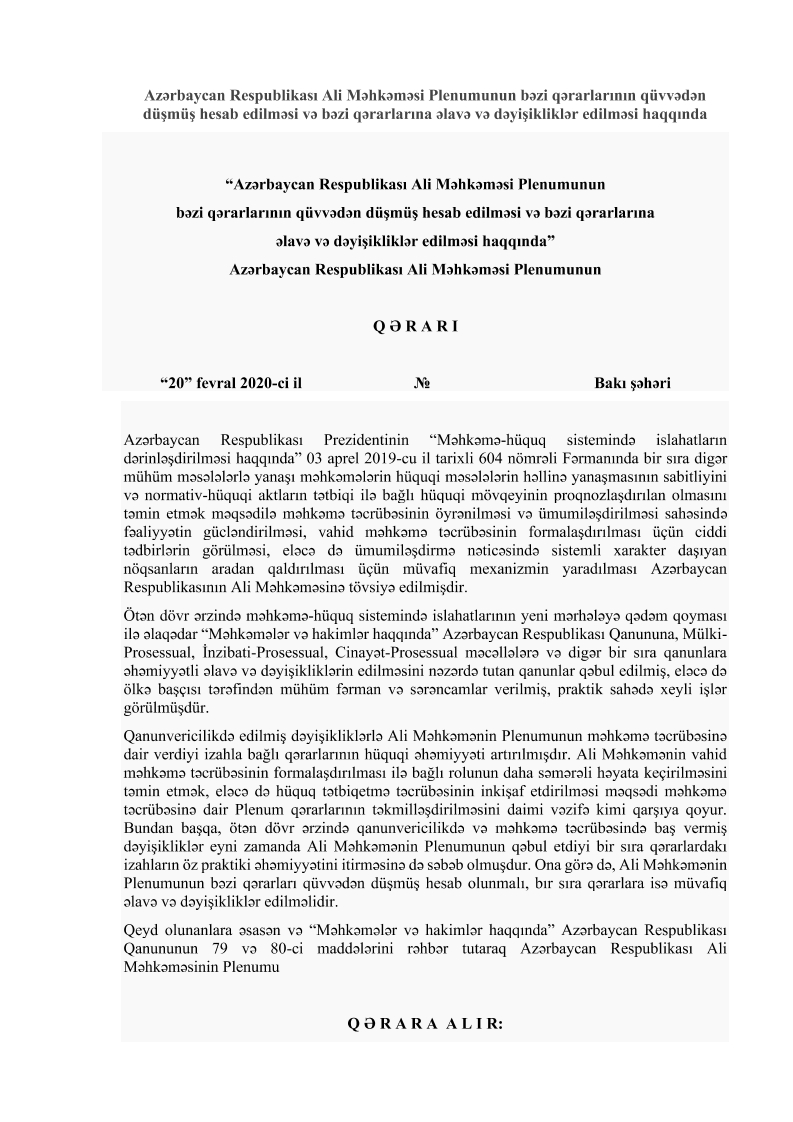 Azərbaycan Respublikası Ali Məhkəməsi Plenumunun bəzi qərarlarının qüvvədən
düşmüş hesab edilməsi və bəzi qərarlarına əlavə və dəyişikliklər edilməsi haqqında
“Azərbaycan Respublikası Ali Məhkəməsi Plenumunun
bəzi qərarlarının qüvvədən düşmüş hesab edilməsi və bəzi qərarlarına
əlavə və dəyişikliklər edilməsi haqqında”
Azərbaycan Respublikası Ali Məhkəməsi Plenumunun
Q Ə R A R I
“20” fevral 2020-ci il № Bakı şəhəri
Azərbaycan Respublikası Prezidentinin “Məhkəmə-hüquq sistemində islahatların
dərinləşdirilməsi haqqında” 03 aprel 2019-cu il tarixli 604 nömrəli Fərmanında bir sıra digər
mühüm məsələlərlə yanaşı məhkəmələrin hüquqi məsələlərin həllinə yanaşmasının sabitliyini
və normativ-hüquqi aktların tətbiqi ilə bağlı hüquqi mövqeyinin proqnozlaşdırılan olmasını
təmin etmək məqsədilə məhkəmə təcrübəsinin öyrənilməsi və ümumiləşdirilməsi sahəsində
fəaliyyətin gücləndirilməsi, vahid məhkəmə təcrübəsinin formalaşdırılması üçün ciddi
tədbirlərin görülməsi, eləcə də ümumiləşdirmə nəticəsində sistemli xarakter daşıyan
nöqsanların aradan qaldırılması üçün müvafiq mexanizmin yaradılması Azərbaycan
Respublikasının Ali Məhkəməsinə tövsiyə edilmişdir.
Ötən dövr ərzində məhkəmə-hüquq sistemində islahatlarının yeni mərhələyə qədəm qoyması
ilə əlaqədar “Məhkəmələr və hakimlər haqqında” Azərbaycan Respublikası Qanununa, Mülki-
Prosessual, İnzibati-Prosessual, Cinayət-Prosessual məcəllələrə və digər bir sıra qanunlara
əhəmiyyətli əlavə və dəyişikliklərin edilməsini nəzərdə tutan qanunlar qəbul edilmiş, eləcə də
ölkə başçısı tərəfindən mühüm fərman və sərəncamlar verilmiş, praktik sahədə xeyli işlər
görülmüşdür.
Qanunvericilikdə edilmiş dəyişikliklərlə Ali Məhkəmənin Plenumunun məhkəmə təcrübəsinə
dair verdiyi izahla bağlı qərarlarının hüquqi əhəmiyyəti artırılmışdır. Ali Məhkəmənin vahid
məhkəmə təcrübəsinin formalaşdırılması ilə bağlı rolunun daha səmərəli həyata keçirilməsini
təmin etmək, eləcə də hüquq tətbiqetmə təcrübəsinin inkişaf etdirilməsi məqsədi məhkəmə
təcrübəsinə dair Plenum qərarlarının təkmilləşdirilməsini daimi vəzifə kimi qarşıya qoyur.
Bundan başqa, ötən dövr ərzində qanunvericilikdə və məhkəmə təcrübəsində baş vermiş
dəyişikliklər eyni zamanda Ali Məhkəmənin Plenumunun qəbul etdiyi bir sıra qərarlardakı
izahların öz praktiki əhəmiyyətini itirməsinə də səbəb olmuşdur. Ona görə də, Ali Məhkəmənin
Plenumunun bəzi qərarları qüvvədən düşmüş hesab olunmalı, bır sıra qərarlara isə müvafiq
əlavə və dəyişikliklər edilməlidir.
Qeyd olunanlara əsasən və “Məhkəmələr və hakimlər haqqında” Azərbaycan Respublikası
Qanununun 79 və 80-ci maddələrini rəhbər tutaraq Azərbaycan Respublikası Ali
Məhkəməsinin Plenumu
Q Ə R A R A A L I R: